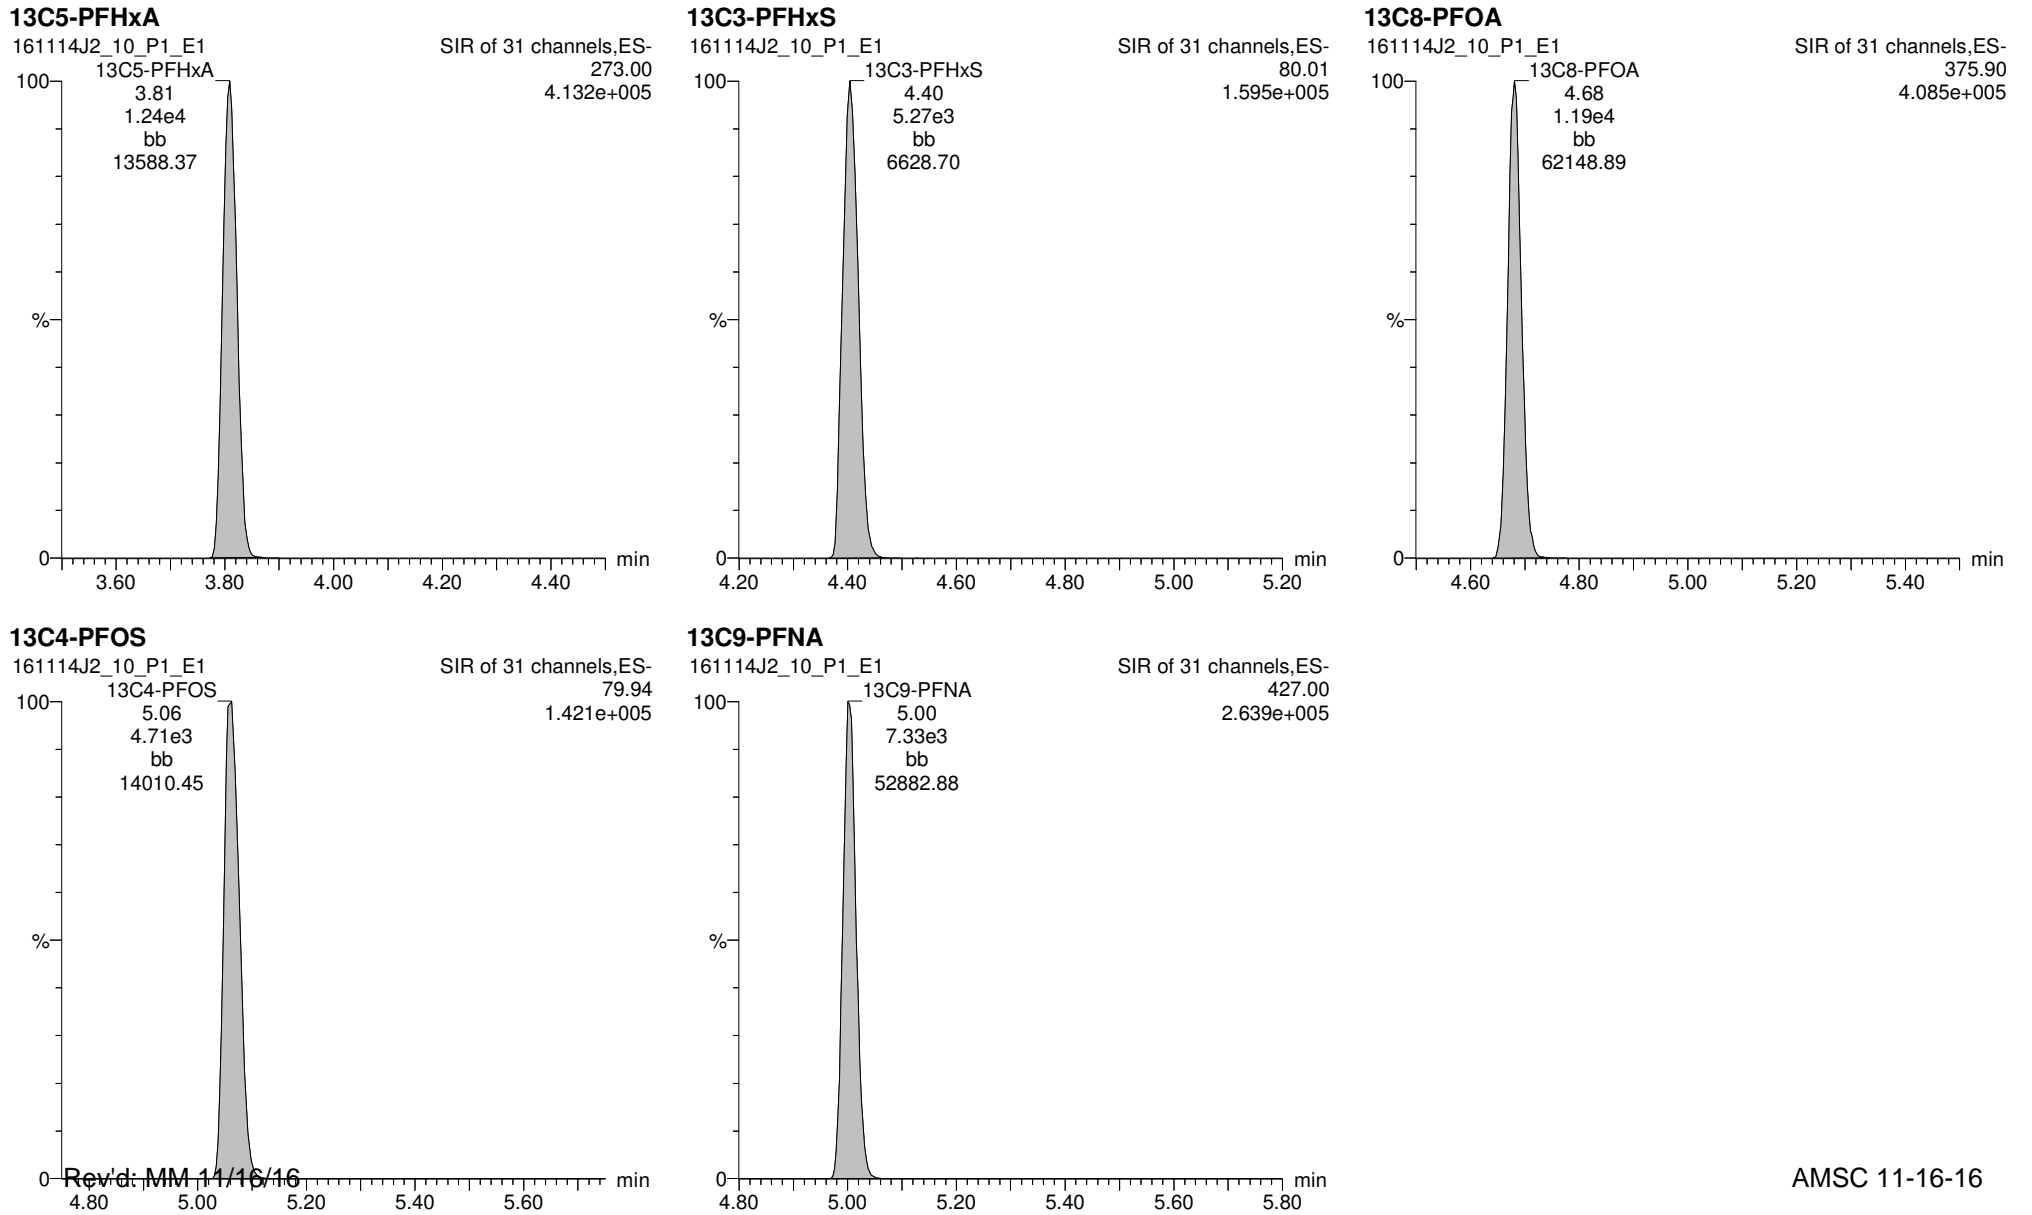 13C5-PFHxA
161114J2_10_P1_E1
SIR of 31 channels,ES-
273.00
4.132e+005
13C5-PFHxA
3.81
1.24e4
bb
13588.37
100
%
0
3.60 3.80 4.00 4.20 4.40
min
13C3-PFHxS
161114J2_10_P1_E1
SIR of 31 channels,ES-
80.01
1.595e+005
13C3-PFHxS
4.40
5.27e3
bb
6628.70
100
%
0
4.20 4.40 4.60 4.80 5.00 5.20
min
13C8-PFOA
161114J2_10_P1_E1
SIR of 31 channels,ES-
375.90
4.085e+005
13C8-PFOA
4.68
1.19e4
bb
62148.89
100
%
0
4.60 4.80 5.00 5.20 5.40
min
13C4-PFOS
161114J2_10_P1_E1
SIR of 31 channels,ES-
79.94
1.421e+005
13C4-PFOS
5.06
4.71e3
bb
14010.45
100
%
0
4.80 5.00 5.20 5.40 5.60
min
13C9-PFNA
161114J2_10_P1_E1
SIR of 31 channels,ES-
427.00
2.639e+005
13C9-PFNA
5.00
7.33e3
bb
52882.88
100
%
0
4.80 5.00 5.20 5.40 5.60 5.80
min
Rev'd: MM 11/16/16
AMSC 11-16-16